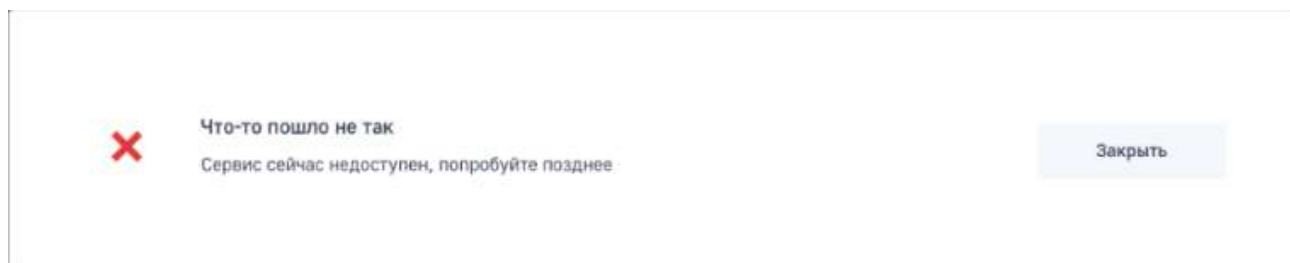 Что-то пошло не так
Сервис сейчас недоступен, попробуйте позднее
Закрыть